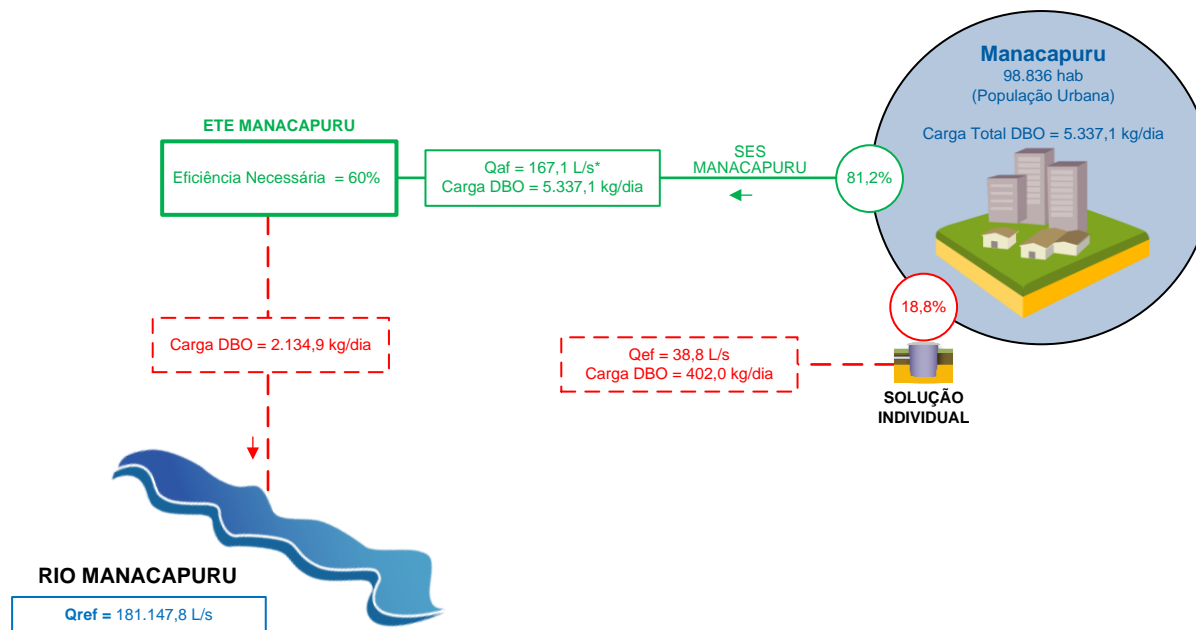 Manacapuru
98.836 hab
(População Urbana)
Carga Total DBO = 5.337,1 kg/dia
ETE MANACAPURU
Eficiência Necessária = 60%
Qaf = 167,1 L/s*
Carga DBO = 5.337,1 kg/dia
SES
MANACAPURU
81,2%
18,8%
Carga DBO = 2.134,9 kg/dia
Qef = 38,8 L/s
Carga DBO = 402,0 kg/dia
SOLUÇÃO
INDIVIDUAL
RIO MANACAPURU
Qref = 181.147,8 L/s